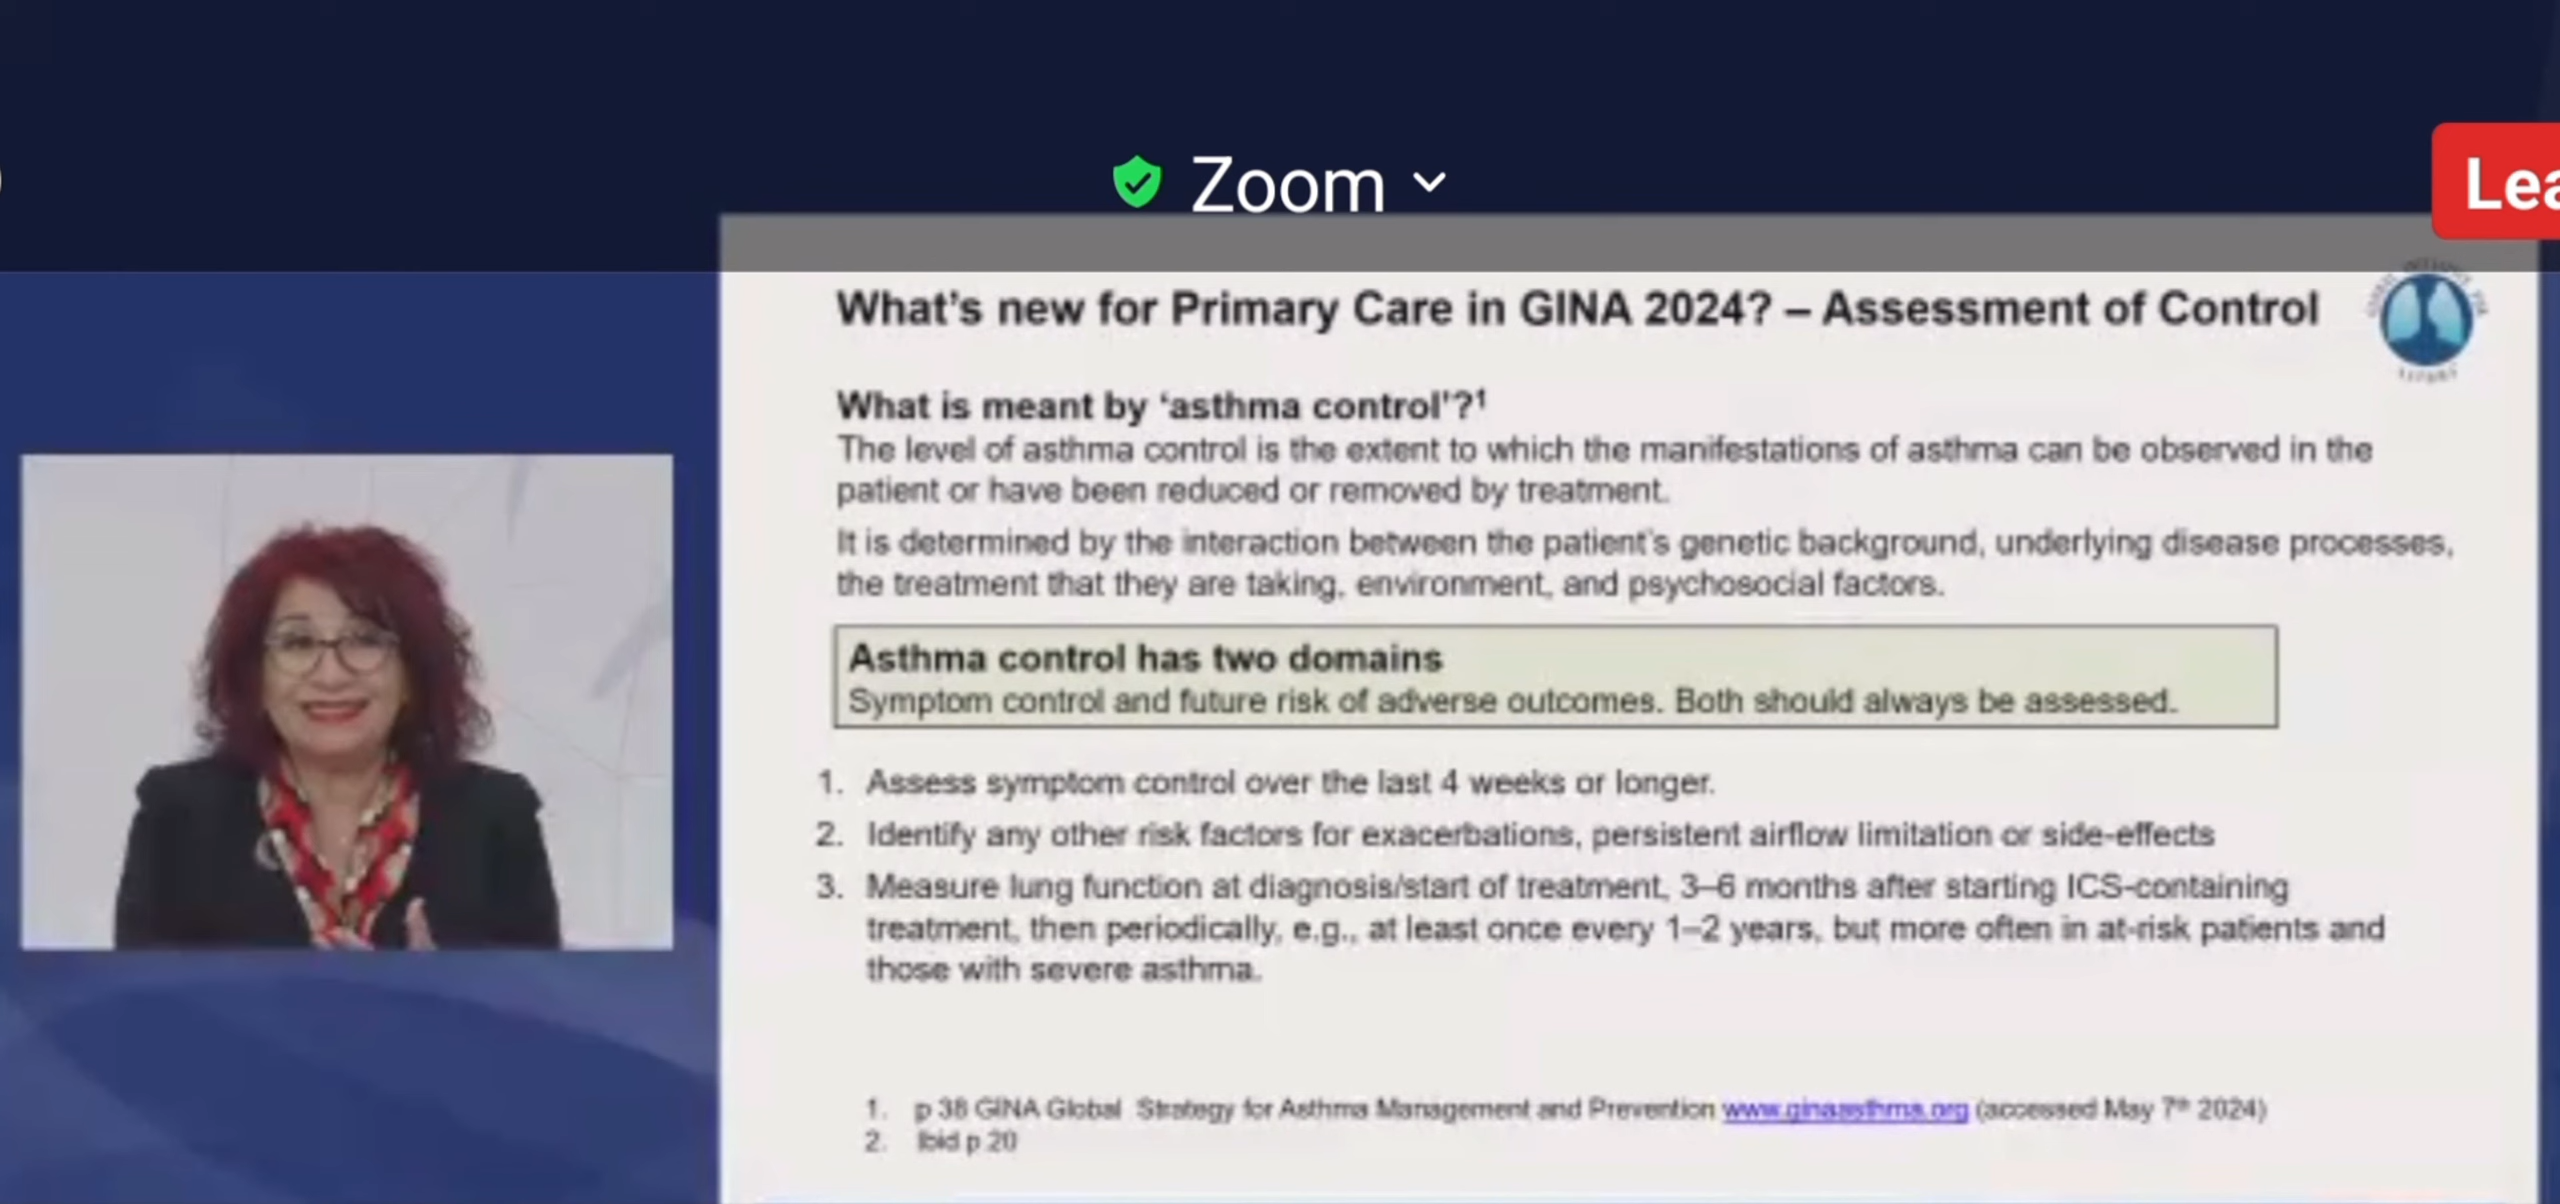 Zoom
Lea
What's new for Primary Care in GINA 2024? – Assessment of Control
What is meant by 'asthma control'?¹
The level of asthma control is the extent to which the manifestations of asthma can be observed in the
patient or have been reduced or removed by treatment.
It is determined by the interaction between the patient's genetic background, underlying disease processes,
the treatment that they are taking, environment, and psychosocial factors.
Asthma control has two domains
Symptom control and future risk of adverse outcomes. Both should always be assessed.
1. Assess symptom control over the last 4 weeks or longer.
2. Identify any other risk factors for exacerbations, persistent airflow limitation or side-effects
3. Measure lung function at diagnosis/start of treatment, 3–6 months after starting ICS-containing
treatment, then periodically, e.g., at least once every 1–2 years, but more often in at-risk patients and
those with severe asthma.
1. p 38 GINA Global Strategy for Asthma Management and Prevention www.ginaasthma.org (accessed May 7th 2024)
2. Ibid p 20